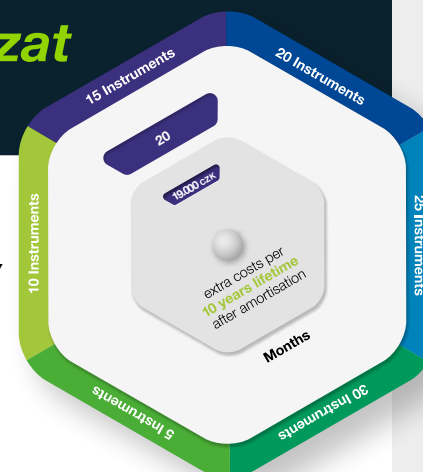 zat
15 Instruments
20 Instruments
25 Instruments
30 Instruments
5 Instruments
10 Instruments
20
19.000 CZK
extra costs per
10 years lifetime
after amortisation
Months